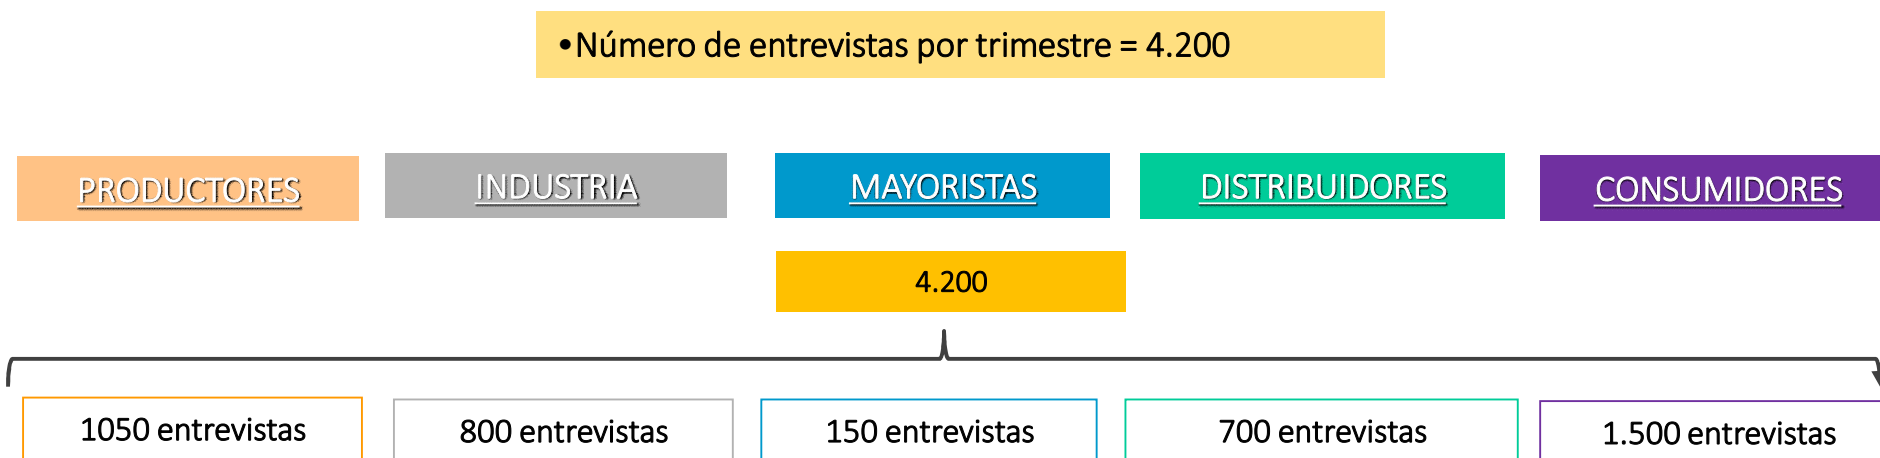 •Número de entrevistas por trimestre = 4.200
PRODUCTORES
INDUSTRIA
MAYORISTAS
DISTRIBUIDORES
CONSUMIDORES
4.200
1050 entrevistas
800 entrevistas
150 entrevistas
700 entrevistas
1.500 entrevistas